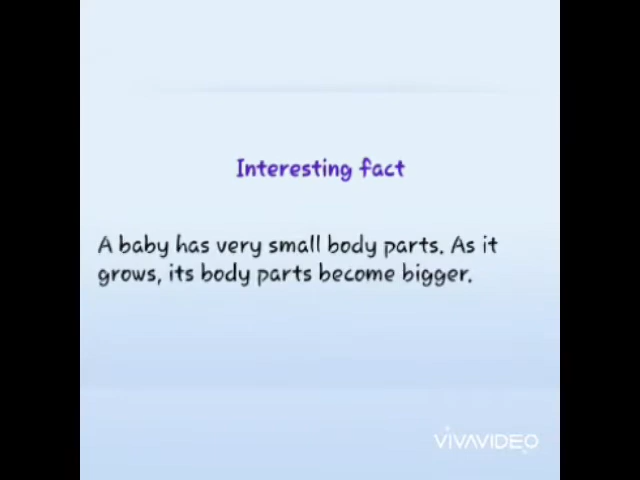 Interesting fact
A baby has very small body parts. As it
grows, its body parts become bigger.
VIVAVIDEO